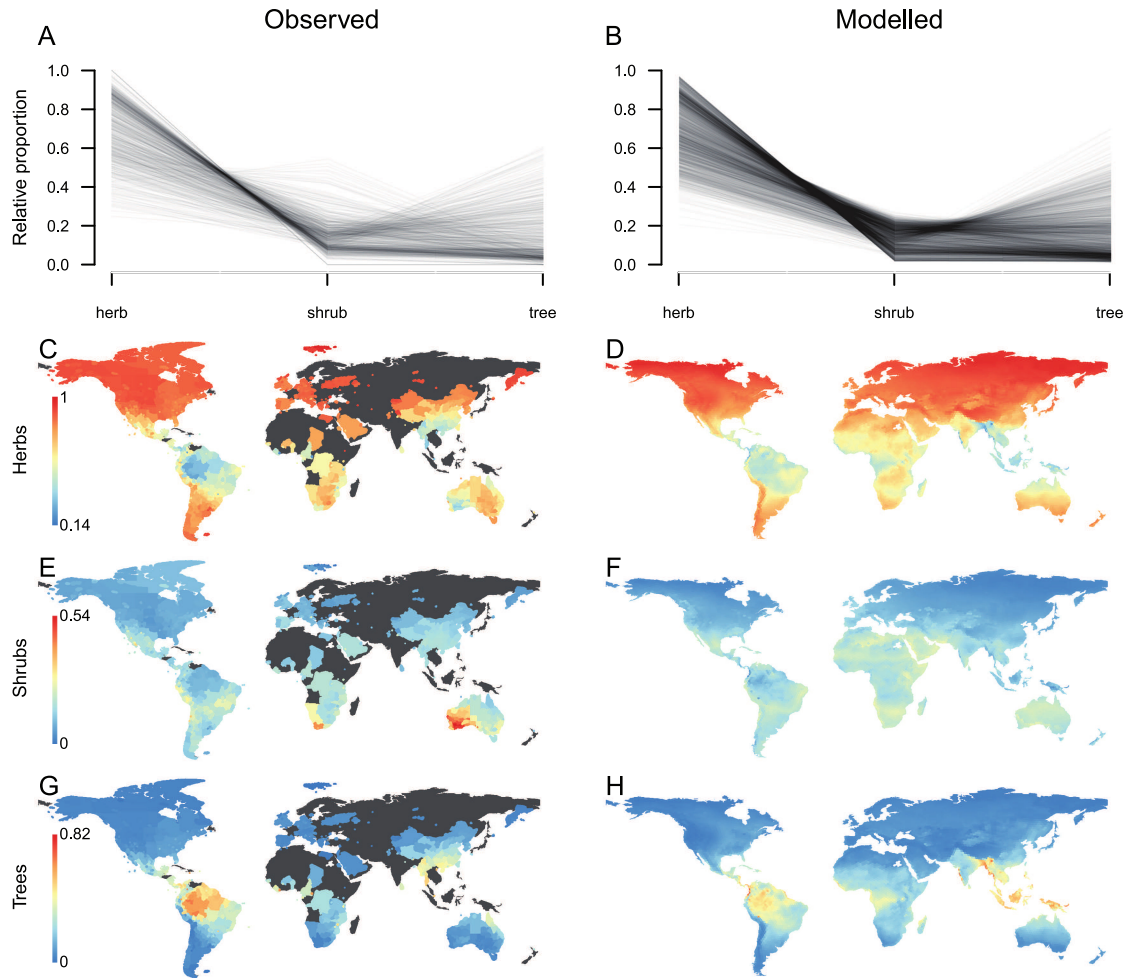 Observed
Modelled
A
B
Relative proportion
1.0
0.8
0.6
0.4
0.2
0.0
herb
shrub
tree
1.0
0.8
0.6
0.4
0.2
0.0
herb
shrub
tree
C
D
Herbs
1
0.14
E
F
Shrubs
0.54
0
G
H
Trees
0.82
0